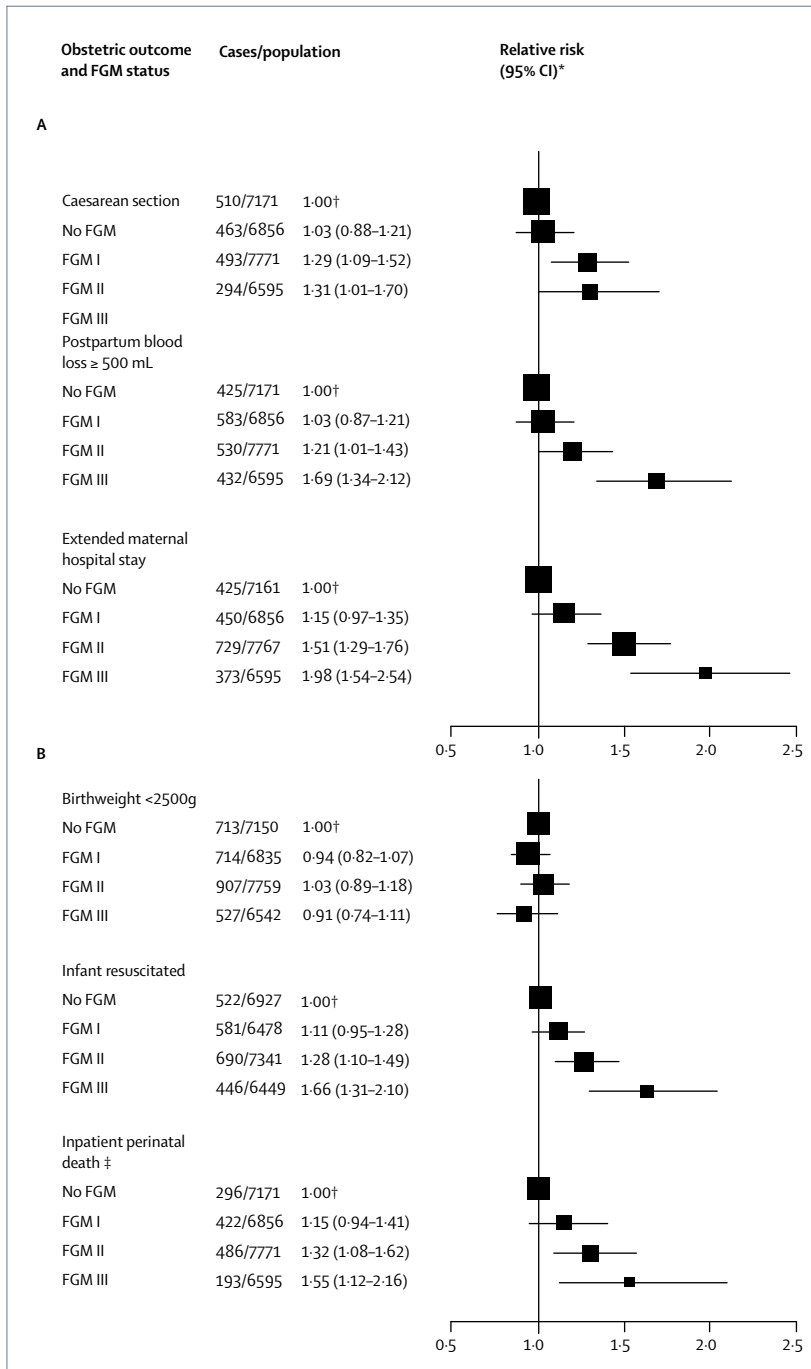 Obstetric outcome Cases/population Relative risk
and FGM status (95% CI)*
A
Caesarean section 510/7171 1·00†
No FGM 463/6856 1·03 (0·88–1·21)
FGM I 493/7771 1·29 (1·09–1·52)
FGM II 294/6595 1·31 (1·01–1·70)
FGM III
Postpartum blood
loss ≥ 500 mL
No FGM 425/7171 1·00†
FGM I 583/6856 1·03 (0·87–1·21)
FGM II 530/7771 1·21 (1·01–1·43)
FGM III 432/6595 1·69 (1·34–2·12)
Extended maternal
hospital stay
No FGM 425/7161 1·00†
FGM I 450/6856 1·15 (0·97–1·35)
FGM II 729/7767 1·51 (1·29–1·76)
FGM III 373/6595 1·98 (1·54–2·54)
0·5 1·0 1·5 2·0 2·5
B
Birthweight <2500g
No FGM 713/7150 1·00†
FGM I 714/6835 0·94 (0·82–1·07)
FGM II 907/7759 1·03 (0·89–1·18)
FGM III 527/6542 0·91 (0·74–1·11)
Infant resuscitated
No FGM 522/6927 1·00†
FGM I 581/6478 1·11 (0·95–1·28)
FGM II 690/7341 1·28 (1·10–1·49)
FGM III 446/6449 1·66 (1·31–2·10)
Inpatient perinatal
death ‡
No FGM 296/7171 1·00†
FGM I 422/6856 1·15 (0·94–1·41)
FGM II 486/7771 1·32 (1·08–1·62)
FGM III 193/6595 1·55 (1·12–2·16)
0·5 1·0 1·5 2·0 2·5